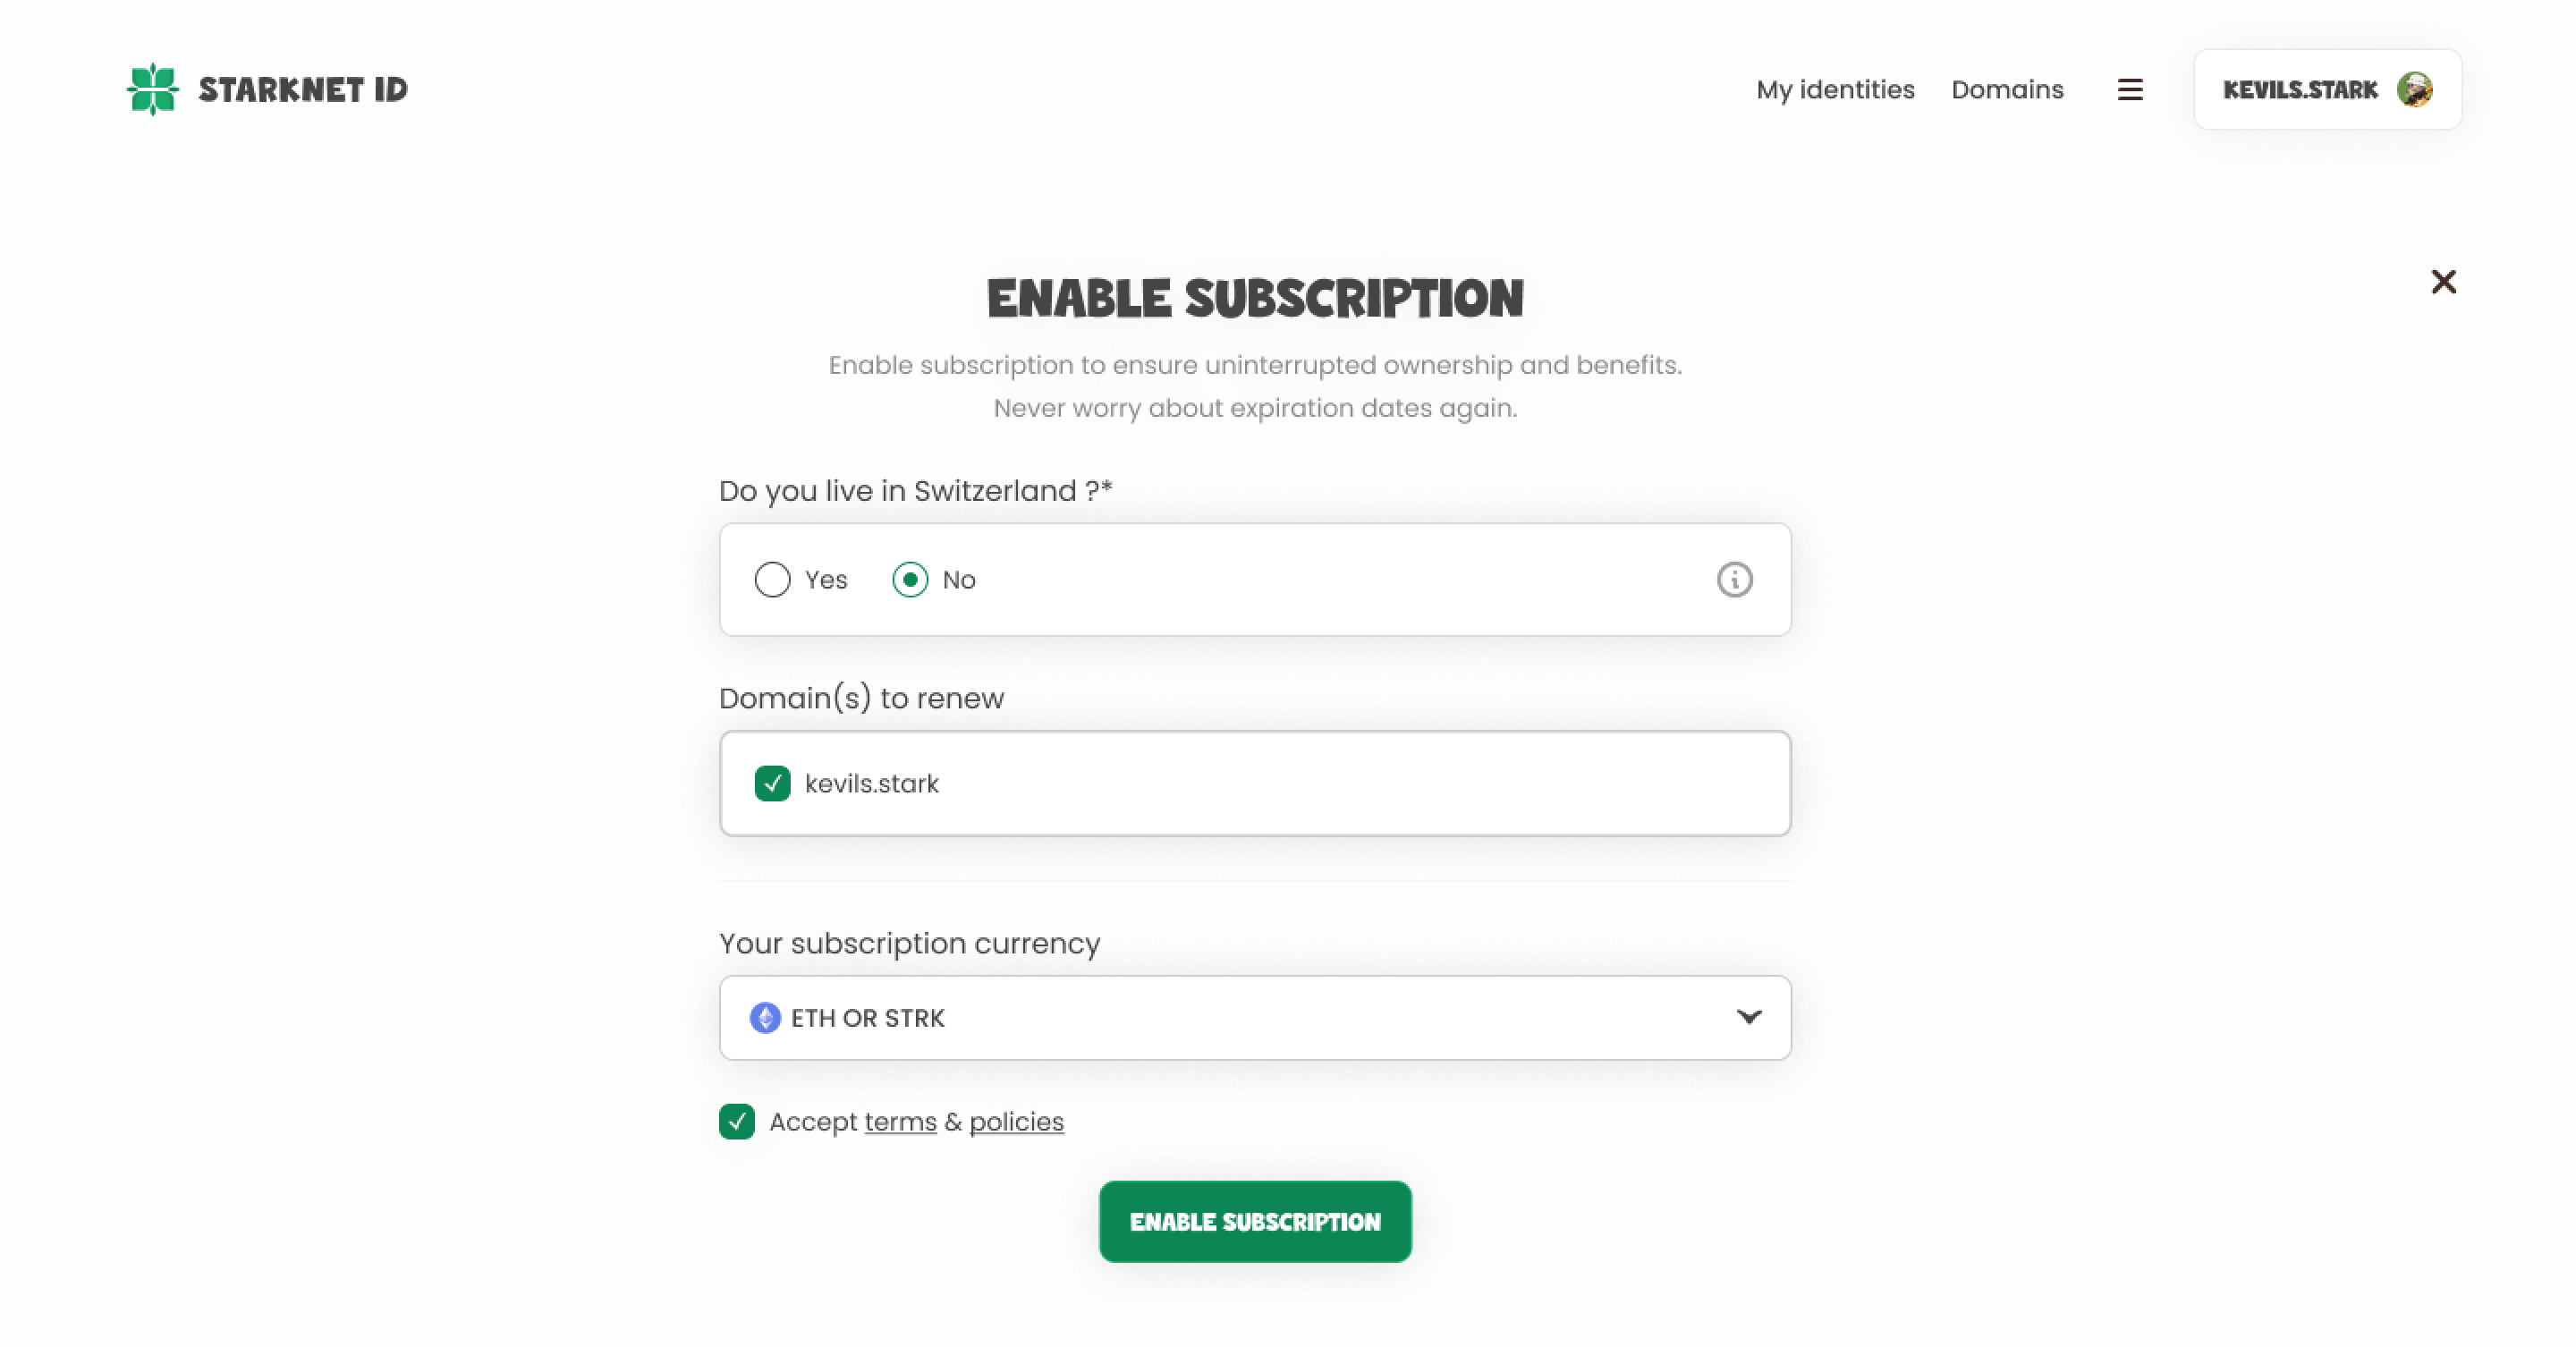 STARKNET ID
My identities
Domains
KEVILS.STARK
ENABLE SUBSCRIPTION
Enable subscription to ensure uninterrupted ownership and benefits.
Never worry about expiration dates again.
Do you live in Switzerland ?*
Yes
No
Domain(s) to renew
kevils.stark
Your subscription currency
ETH OR STRK
Accept terms & policies
ENABLE SUBSCRIPTION